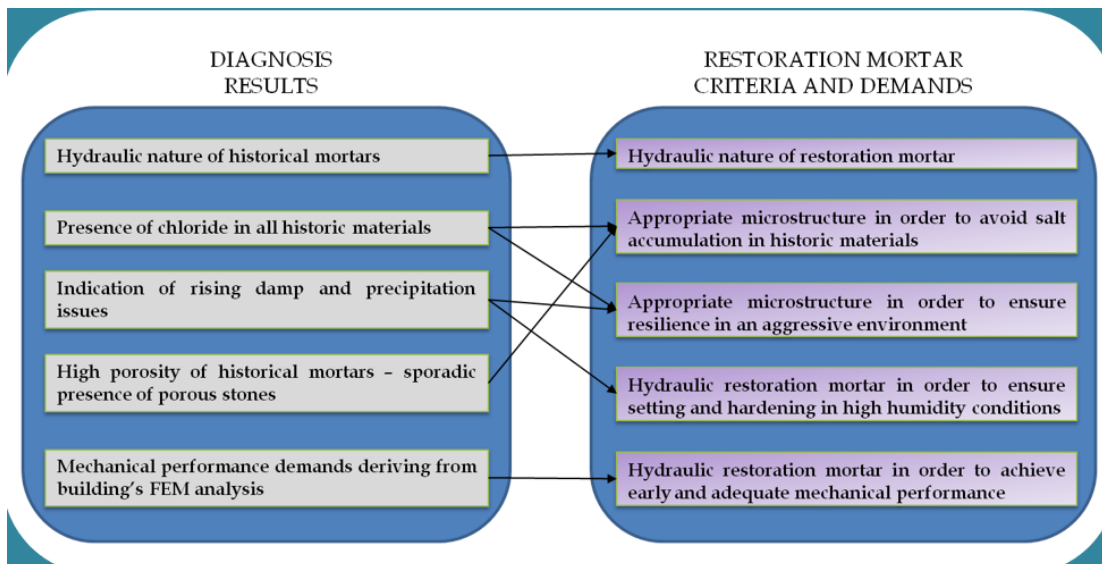 DIAGNOSIS
RESULTS
Hydraulic nature of historical mortars
Presence of chloride in all historic materials
Indication of rising damp and precipitation
issues
High porosity of historical mortars – sporadic
presence of porous stones
Mechanical performance demands deriving from
building’s FEM analysis
RESTORATION MORTAR
CRITERIA AND DEMANDS
Hydraulic nature of restoration mortar
Appropriate microstructure in order to avoid salt
accumulation in historic materials
Appropriate microstructure in order to ensure
resilience in an aggressive environment
Hydraulic restoration mortar in order to ensure
setting and hardening in high humidity conditions
Hydraulic restoration mortar in order to achieve
early and adequate mechanical performance